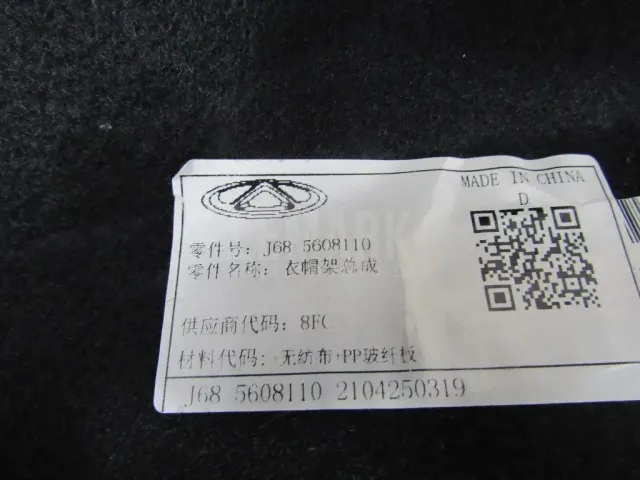 MADE IN CHINA
D
零件号: J68 5608110
零件名称: 衣帽架总成
供应商代码: 8FC
材料代码: 无纺布+PP玻纤板
J68 5608110 2104250319